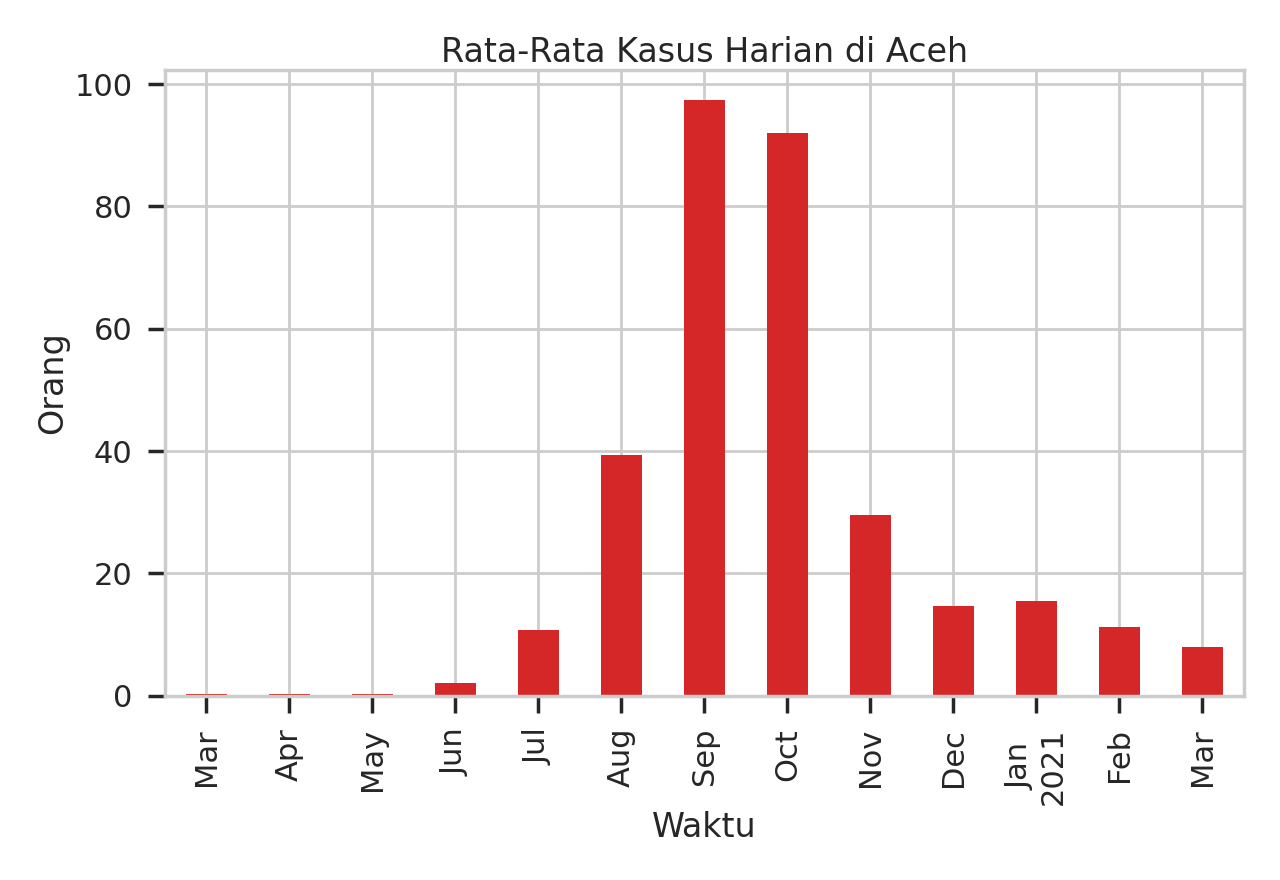 Rata-Rata Kasus Harian di Aceh
100
80
60
40
20
0
Orang
Mar
Apr
May
Jun
Jul
Aug
Sep
Oct
Nov
Dec
Jan
2021
Feb
Mar
Waktu